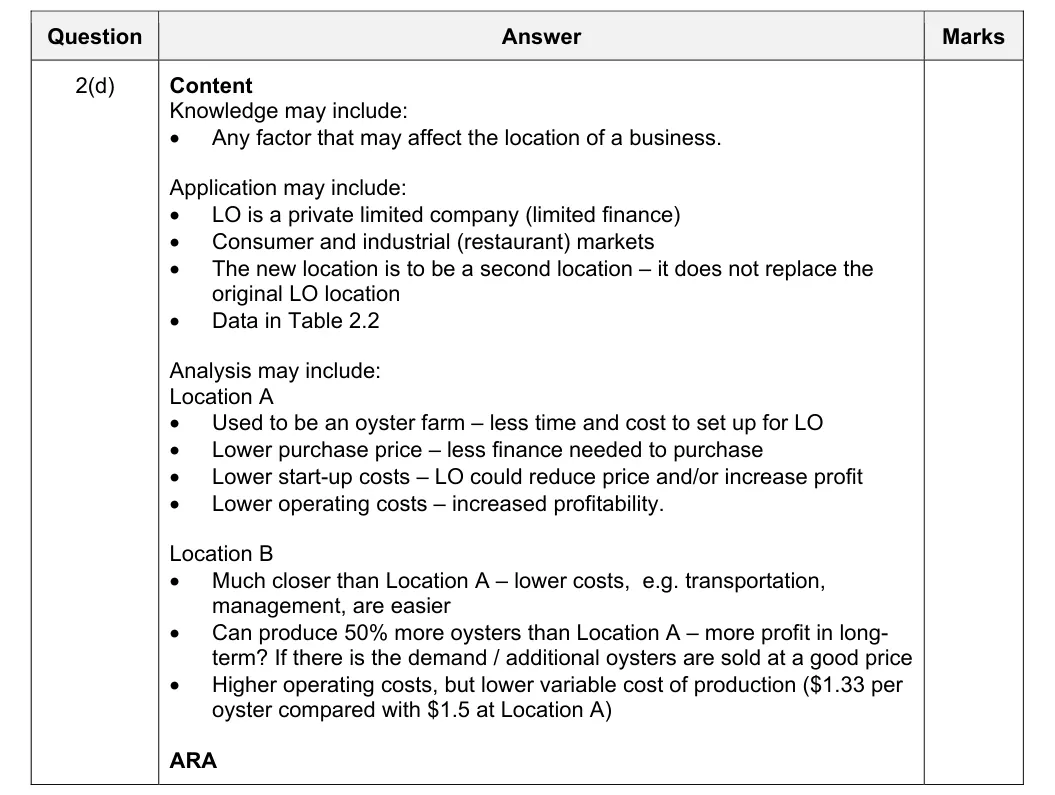 Question Answer Marks
2(d) Content
Knowledge may include:
• Any factor that may affect the location of a business.
Application may include:
• LO is a private limited company (limited finance)
• Consumer and industrial (restaurant) markets
• The new location is to be a second location – it does not replace the
original LO location
• Data in Table 2.2
Analysis may include:
Location A
• Used to be an oyster farm – less time and cost to set up for LO
• Lower purchase price – less finance needed to purchase
• Lower start-up costs – LO could reduce price and/or increase profit
• Lower operating costs – increased profitability.
Location B
• Much closer than Location A – lower costs,  e.g. transportation,
management, are easier
• Can produce 50% more oysters than Location A – more profit in long-
term? If there is the demand / additional oysters are sold at a good price
• Higher operating costs, but lower variable cost of production ($1.33 per
oyster compared with $1.5 at Location A)
ARA